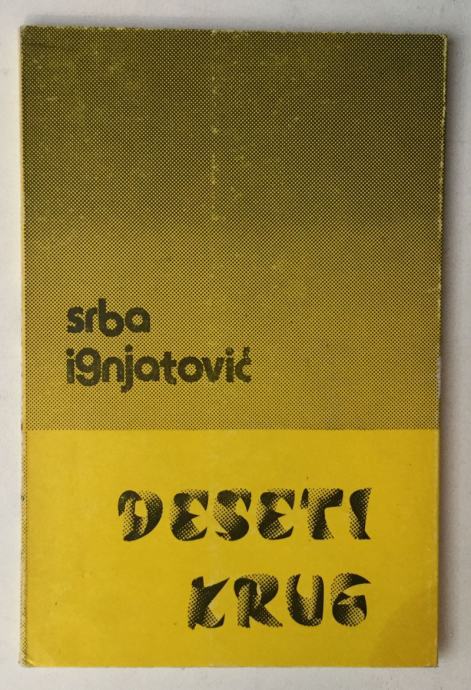 srba
ignjatović
DESETI
KRUG